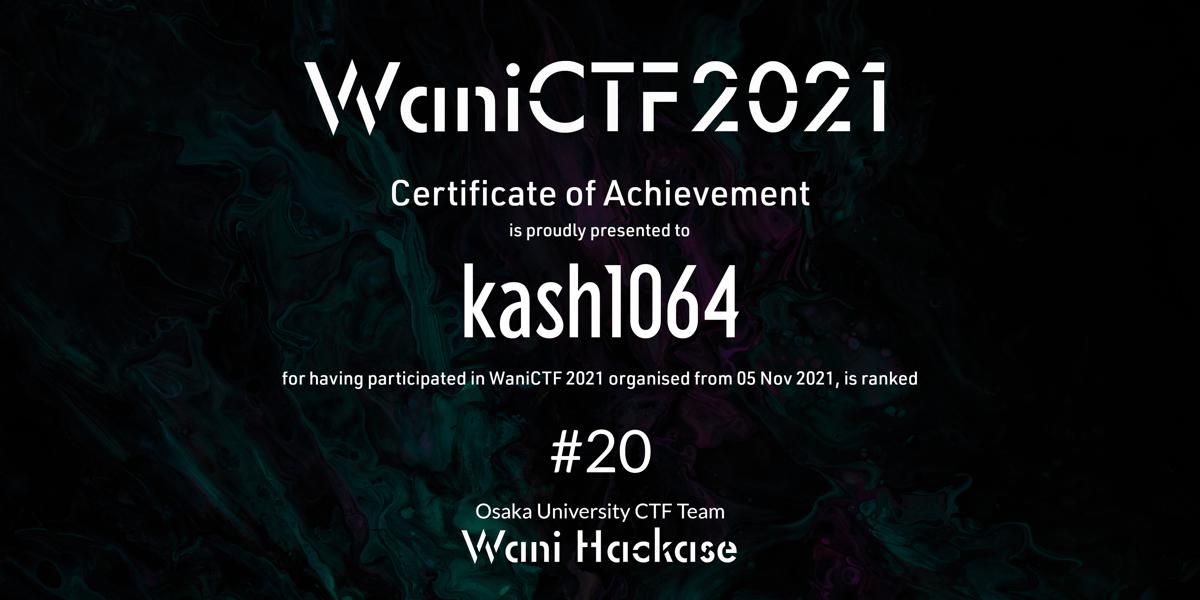 WaniCTF2021
Certificate of Achievement
is proudly presented to
kash1064
for having participated in WaniCTF 2021 organised from 05 Nov 2021, is ranked
#20
Osaka University CTF Team
Wani Hackase